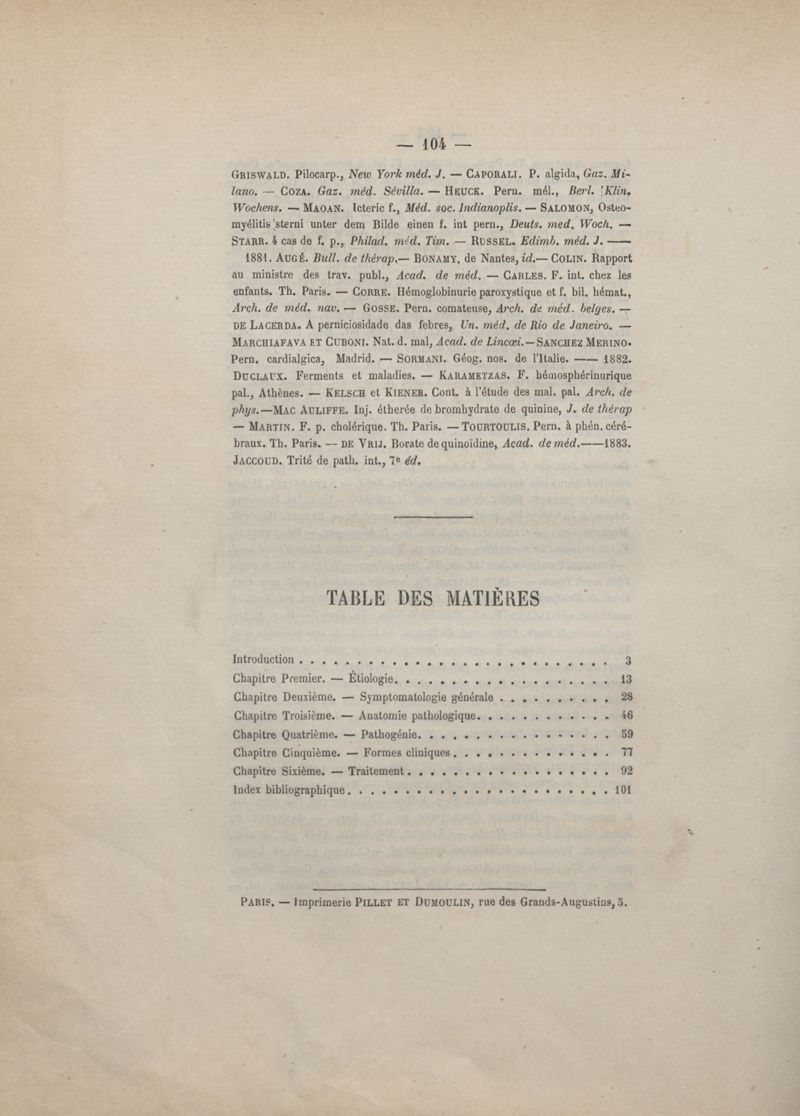 — 104 —
GRISWALD. Pilocarp., New York méd. J. — CAPORALI. P. algida, Gaz. Mi-
lano. — COZA. Gaz. méd. Sévilla. — HEUCK. Pern. mél., Berl. 'Klin.
Wochens. — MAOAN. Icteric f., Méd. soc. Indianoplis. — SALOMON, Osteo-
myélitis sterni unter dem Bilde einen f. int pern., Deuts. med. Woch. —
STARR. 4 cas de f. p., Philad. méd. Tim. — RUSSEL. Edimb. méd. J. ——
1881. AUGÉ. Bull. de thérap.— BONAMY, de Nantes, id.— COLIN. Rapport
au ministre des trav. publ., Acad. de méd. — CARLES. F. int. chez les
enfants. Th. Paris. — CORRE. Hémoglobinurie paroxystique et f. bil. hémat.,
Arch. de méd. nav. — GOSSE. Pern. comateuse, Arch. de méd. belges. —
DE LACERDA. A perniciosidade das febres, Un. méd. de Rio de Janeiro. —
MARCHIAFAVA ET CUBONI. Nat. d. mal, Acad. de Lincœi.—SANCHEZ MERINO.
Pern. cardialgica, Madrid. — SORMANI. Géog. nos. de l'Italie. —— 1882.
DUCLAUX. Ferments et maladies. — KARAMETZAS. F. hémosphérinurique
pal., Athènes. — KELSCH et KIENER. Cont. à l'étude des mal. pal. Arch. de
phys.—MAC AULIFFE. Inj. étherée de brombydrate de quinine, J. de thérap
— MARTIN. F. p. cholérique. Th. Paris. — TOURTOULIS. Pern. à phén. céré-
braux. Th. Paris. — DE VRIJ. Borate de quinoïdine, Acad. de méd.——1883.
JACCOUD. Trité de path. int., 7e éd.
TABLE DES MATIÈRES
Introduction . . . . . . . . . . . . . . . . . . . . . . . . . . . 3
Chapitre Premier. — Étiologie. . . . . . . . . . . . . . . . . . . 13
Chapitre Deuxième. — Symptomatologie générale . . . . . . . . . . 28
Chapitre Troisième. — Anatomie pathologique. . . . . . . . . . . . 46
Chapitre Quatrième. — Pathogénie. . . . . . . . . . . . . . . . . 59
Chapitre Cinquième. — Formes cliniques . . . . . . . . . . . . . . 77
Chapitre Sixième. — Traitement . . . . . . . . . . . . . . . . . . 92
Index bibliographique . . . . . . . . . . . . . . . . . . . . . . . 101
PARIS. — Imprimerie PILLET ET DUMOULIN, rue des Grands-Augustins, 5.